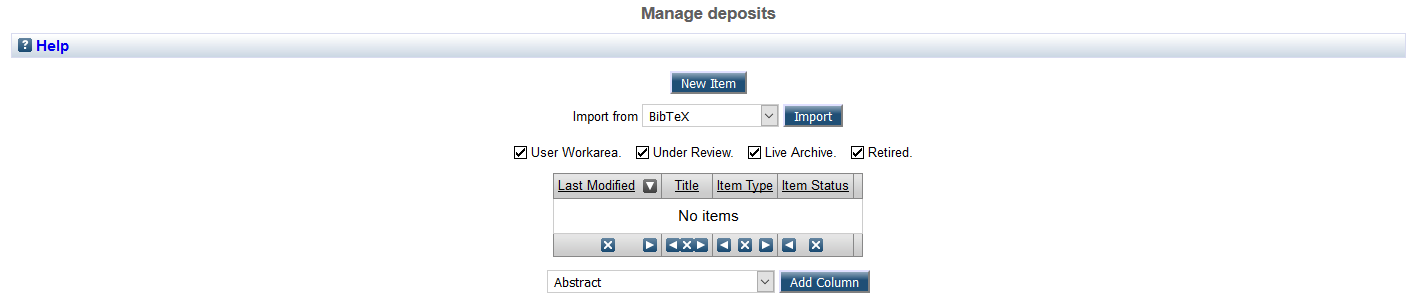 Manage deposits
? Help
New Item
Import from BibTeX Import
User Workarea. Under Review. Live Archive. Retired.
Last Modified Title Item Type Item Status
No items
Abstract Add Column